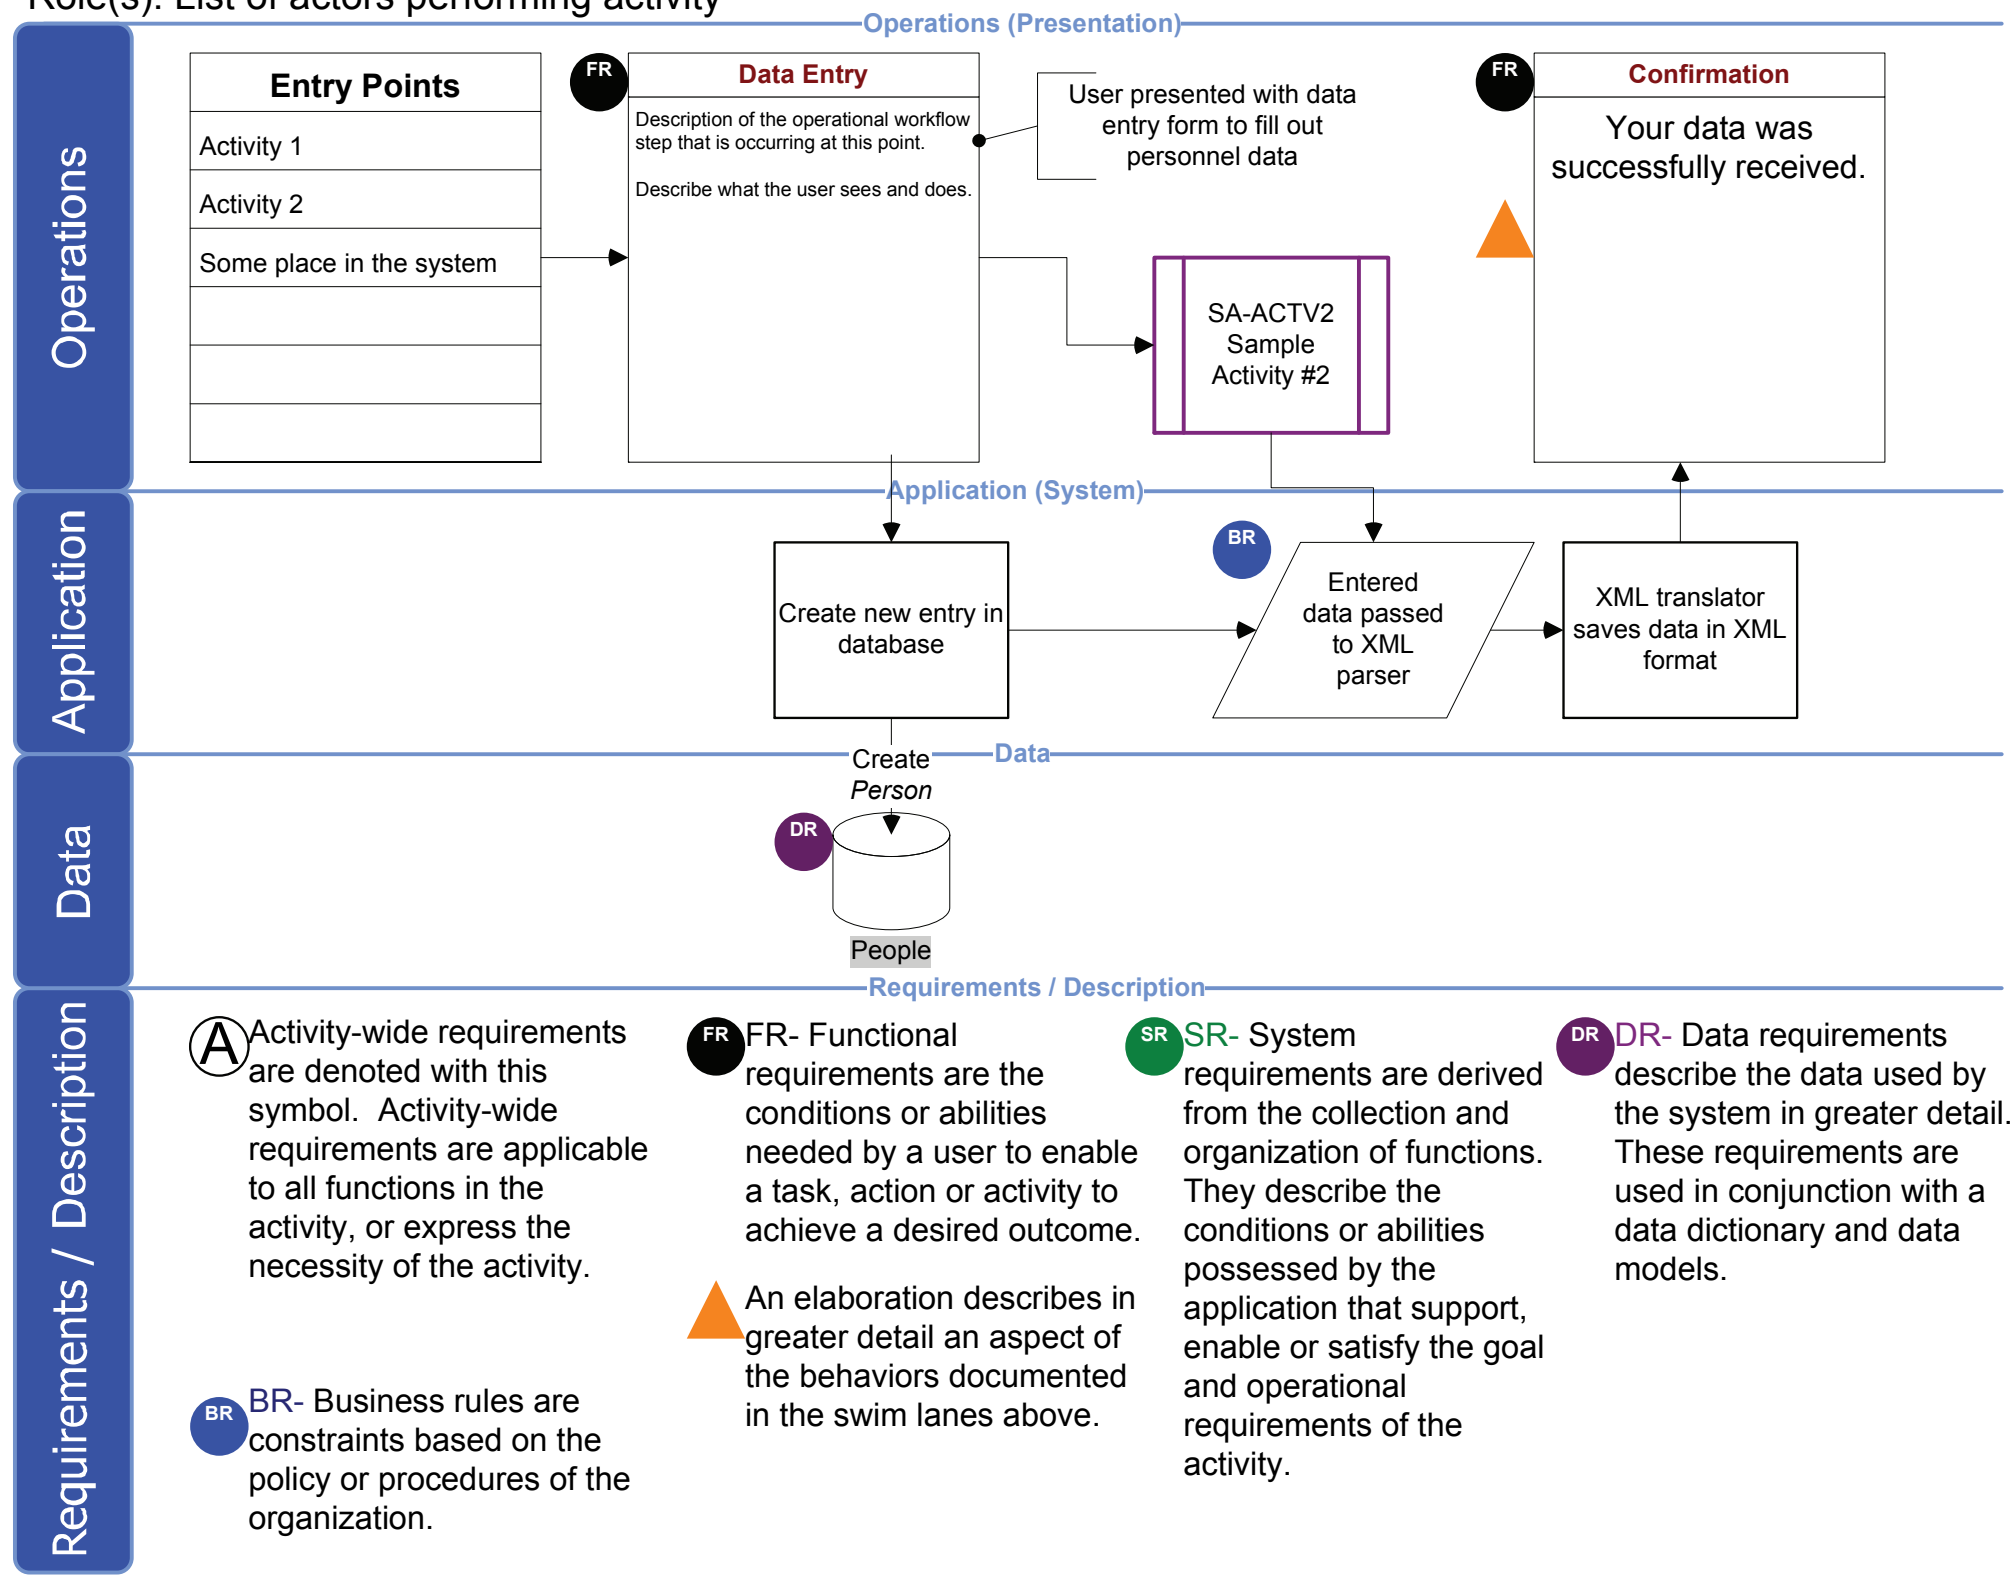 Role(s): List of actors performing activity
Operations (Presentation)
Operations
Entry Points
Activity 1
Activity 2
Some place in the system
FR
Data Entry
Description of the operational workflow
step that is occurring at this point.
Describe what the user sees and does.
User presented with data
entry form to fill out
personnel data
SA-ACTV2
Sample
Activity #2
FR
Confirmation
Your data was
successfully received.
Application (System)
Application
Create new entry in
database
BR
Entered
data passed
to XML
parser
XML translator
saves data in XML
format
Data
Data
Create
Person
DR
People
Requirements / Description
Requirements / Description
A
Activity-wide requirements
are denoted with this
symbol.  Activity-wide
requirements are applicable
to all functions in the
activity, or express the
necessity of the activity.
BR
BR- Business rules are
constraints based on the
policy or procedures of the
organization.
FR
FR- Functional
requirements are the
conditions or abilities
needed by a user to enable
a task, action or activity to
achieve a desired outcome.
An elaboration describes in
greater detail an aspect of
the behaviors documented
in the swim lanes above.
SR
SR- System
requirements are derived
from the collection and
organization of functions.
They describe the
conditions or abilities
possessed by the
application that support,
enable or satisfy the goal
and operational
requirements of the
activity.
DR
DR- Data requirements
describe the data used by
the system in greater detail.
These requirements are
used in conjunction with a
data dictionary and data
models.